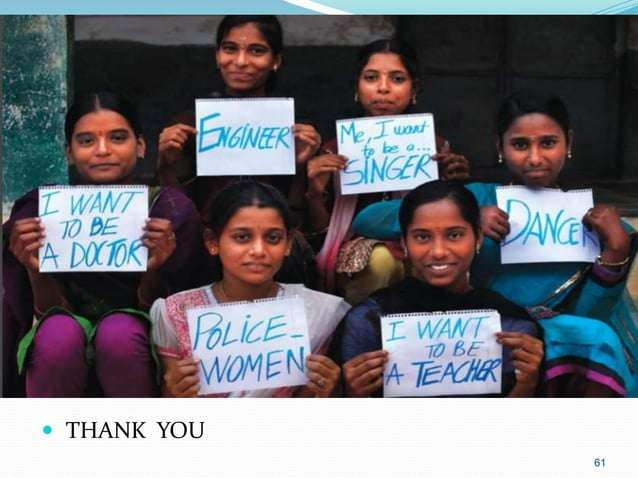 ENGINEER
Me, I want
to be a...
SINGER
I WANT
TO BE
A DOCTOR
DANCER
POLICE-
WOMEN
I WANT
TO BE
A TEACHER
THANK YOU
61